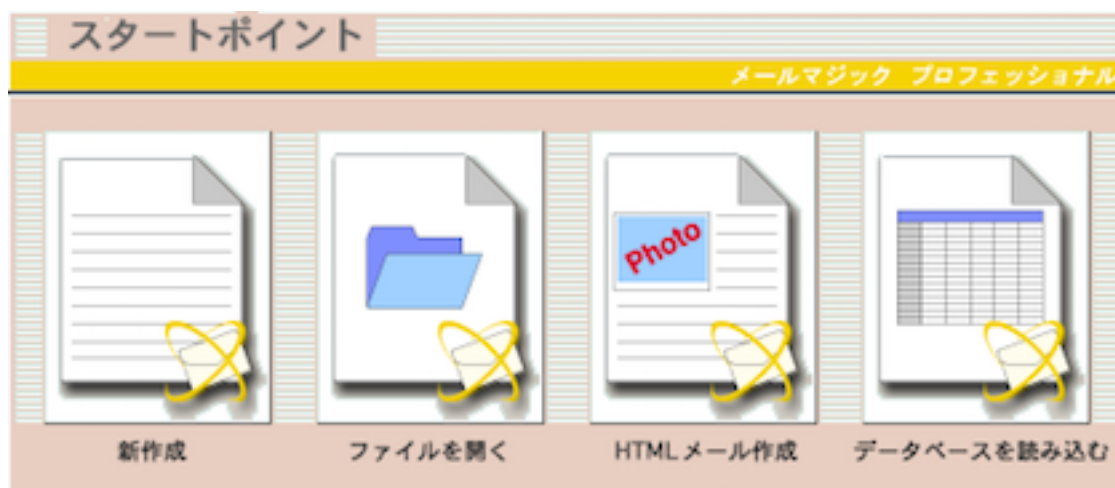 スタートポイント
メールマジック プロフェッショナル
Photo
新作成
ファイルを開く
HTMLメール作成
データベースを読み込む